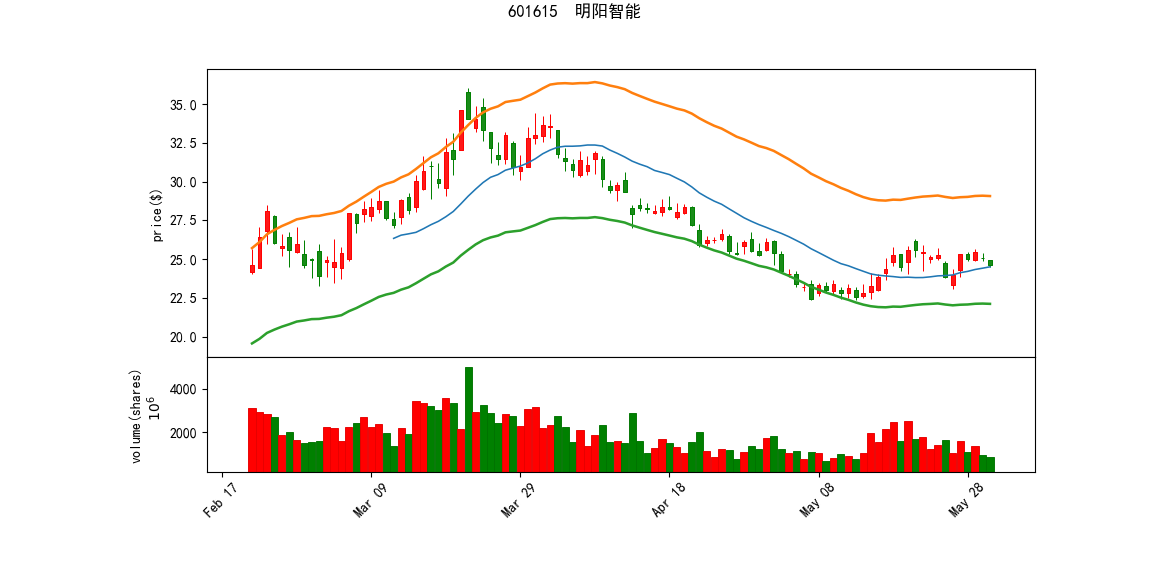 601615 明阳智能
price($)
35.0
32.5
30.0
27.5
25.0
22.5
20.0
volume(shares)
10^6
4000
2000
Feb 17
Mar 09
Mar 29
Apr 18
May 08
May 28